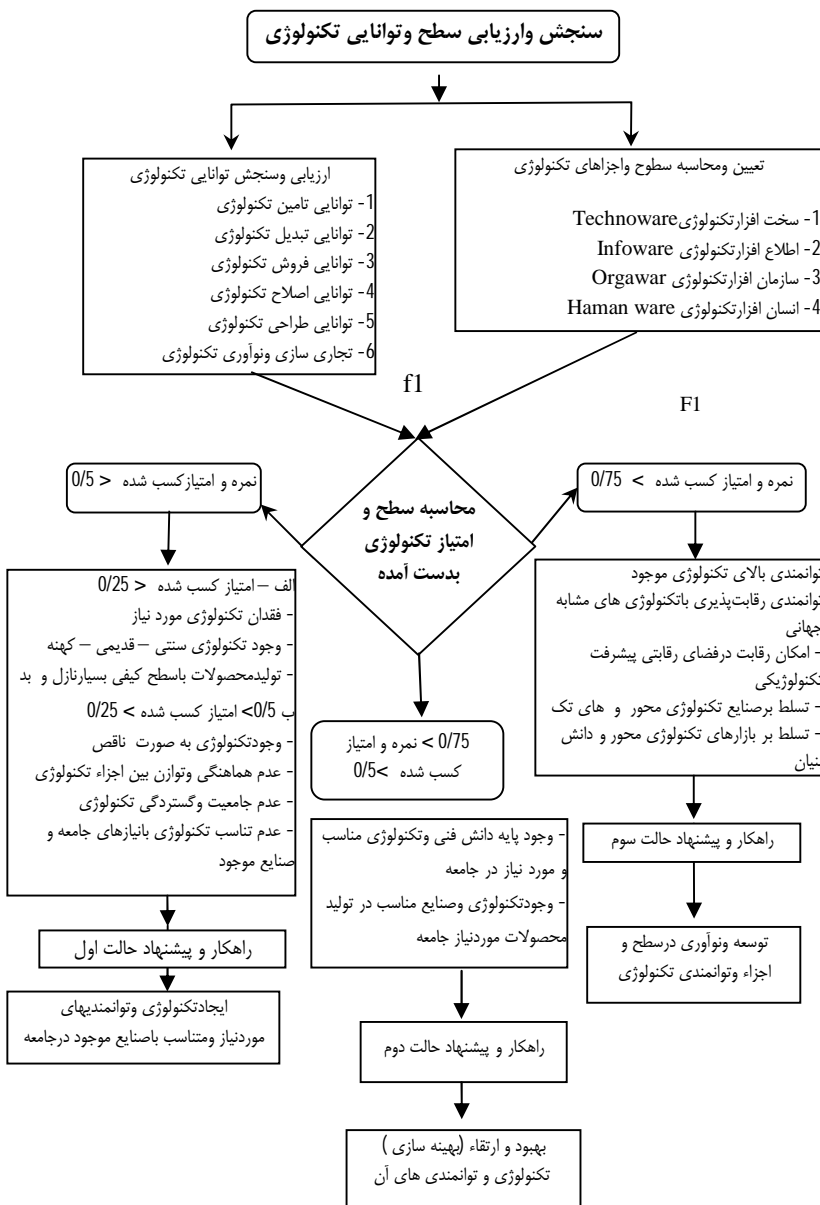 سنجش وارزیابی سطح وتوانایی تکنولوژی
تعیین ومحاسبه سطوح واجزاهای تکنولوژی
1- سخت افزارتکنولوژیTechnoware
2- اطلاع افزارتکنولوژی Infoware
3- سازمان افزارتکنولوژی Orgawar
4- انسان افزارتکنولوژی Haman ware
ارزیابی وسنجش توانایی تکنولوژی
1- توانایی تامین تکنولوژی
2- توانایی تبدیل تکنولوژی
3- توانایی فروش تکنولوژی
4- توانایی اصلاح تکنولوژی
5- توانایی طراحی تکنولوژی
6- تجاری سازی ونوآوری تکنولوژی
f1
F1
محاسبه سطح و
امتیاز تکنولوژی
بدست آمده
نمره و امتیاز کسب شده > 0/75
توانمندی بالای تکنولوژی موجود
توانمندی رقابت‌پذیری باتکنولوژی های مشابه
جهانی
- امکان رقابت درفضای رقابتی پیشرفت
تکنولوژیکی
- تسلط برصنایع تکنولوژی محور و های تک
- تسلط بر بازارهای تکنولوژی محور و دانش
بنیان
راهکار و پیشنهاد حالت سوم
توسعه ونوآوری درسطح و
اجزاء وتوانمندی تکنولوژی
0/75 > نمره و امتیاز
کسب شده >0/5
- وجود پایه دانش فنی وتکنولوژی مناسب
و مورد نیاز در جامعه
- وجودتکنولوژی وصنایع مناسب در تولید
محصولات موردنیاز جامعه
راهکار و پیشنهاد حالت دوم
بهبود و ارتقاء (بهینه سازی )
تکنولوژی و توانمندی های آن
نمره و امتیازکسب شده < 0/5
الف – امتیاز کسب شده < 0/25
- فقدان تکنولوژی مورد نیاز
- وجود تکنولوژی سنتی – قدیمی – کهنه
- تولیدمحصولات باسطح کیفی بسیارنازل و بد
ب 0/5> امتیاز کسب شده > 0/25
- وجودتکنولوژی به صورت ناقص
- عدم هماهنگی وتوازن بین اجزاء تکنولوژی
- عدم جامعیت وگستردگی تکنولوژی
- عدم تناسب تکنولوژی بانیازهای جامعه و
صنایع موجود
راهکار و پیشنهاد حالت اول
ایجادتکنولوژی وتوانمندیهای
موردنیاز ومتناسب باصنایع موجود درجامعه